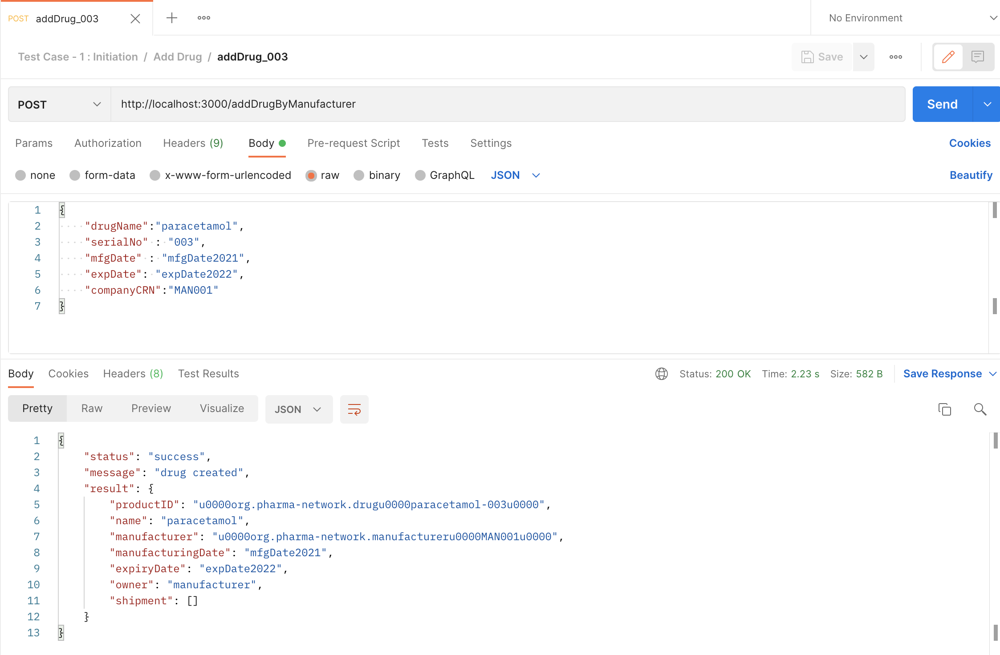 POST addDrug_003
No Environment
Test Case - 1 : Initiation / Add Drug / addDrug_003
Save
POST http://localhost:3000/addDrugByManufacturer
Send
Params Authorization Headers (9) Body Pre-request Script Tests Settings Cookies
none form-data x-www-form-urlencoded raw binary GraphQL JSON Beautify
1 {
2 "drugName":"paracetamol",
3 "serialNo" : "003",
4 "mfgDate" : "mfgDate2021",
5 "expDate": "expDate2022",
6 "companyCRN":"MAN001"
7 }
Body Cookies Headers (8) Test Results Status: 200 OK Time: 2.23 s Size: 582 B Save Response
Pretty Raw Preview Visualize JSON
1 {
2 "status": "success",
3 "message": "drug created",
4 "result": {
5 "productID": "u0000org.pharma-network.drugu0000paracetamol-003u0000",
6 "name": "paracetamol",
7 "manufacturer": "u0000org.pharma-network.manufactureru0000MAN001u0000",
8 "manufacturingDate": "mfgDate2021",
9 "expiryDate": "expDate2022",
10 "owner": "manufacturer",
11 "shipment": []
12 }
13 }